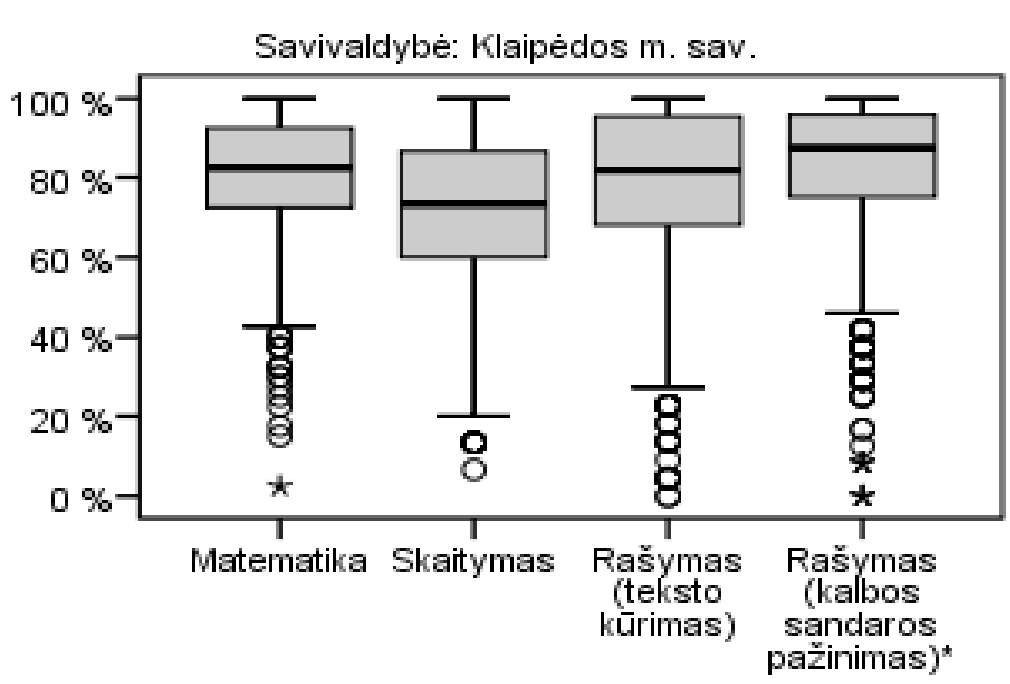 Savivaldybė: Klaipėdos m. sav.
100 %
80 %
60 %
40 %
20 %
0 %
Matematika
Skaitymas
Rašymas
(teksto
kūrimas)
Rašymas
(kalbos
sandaros
pažinimas)*